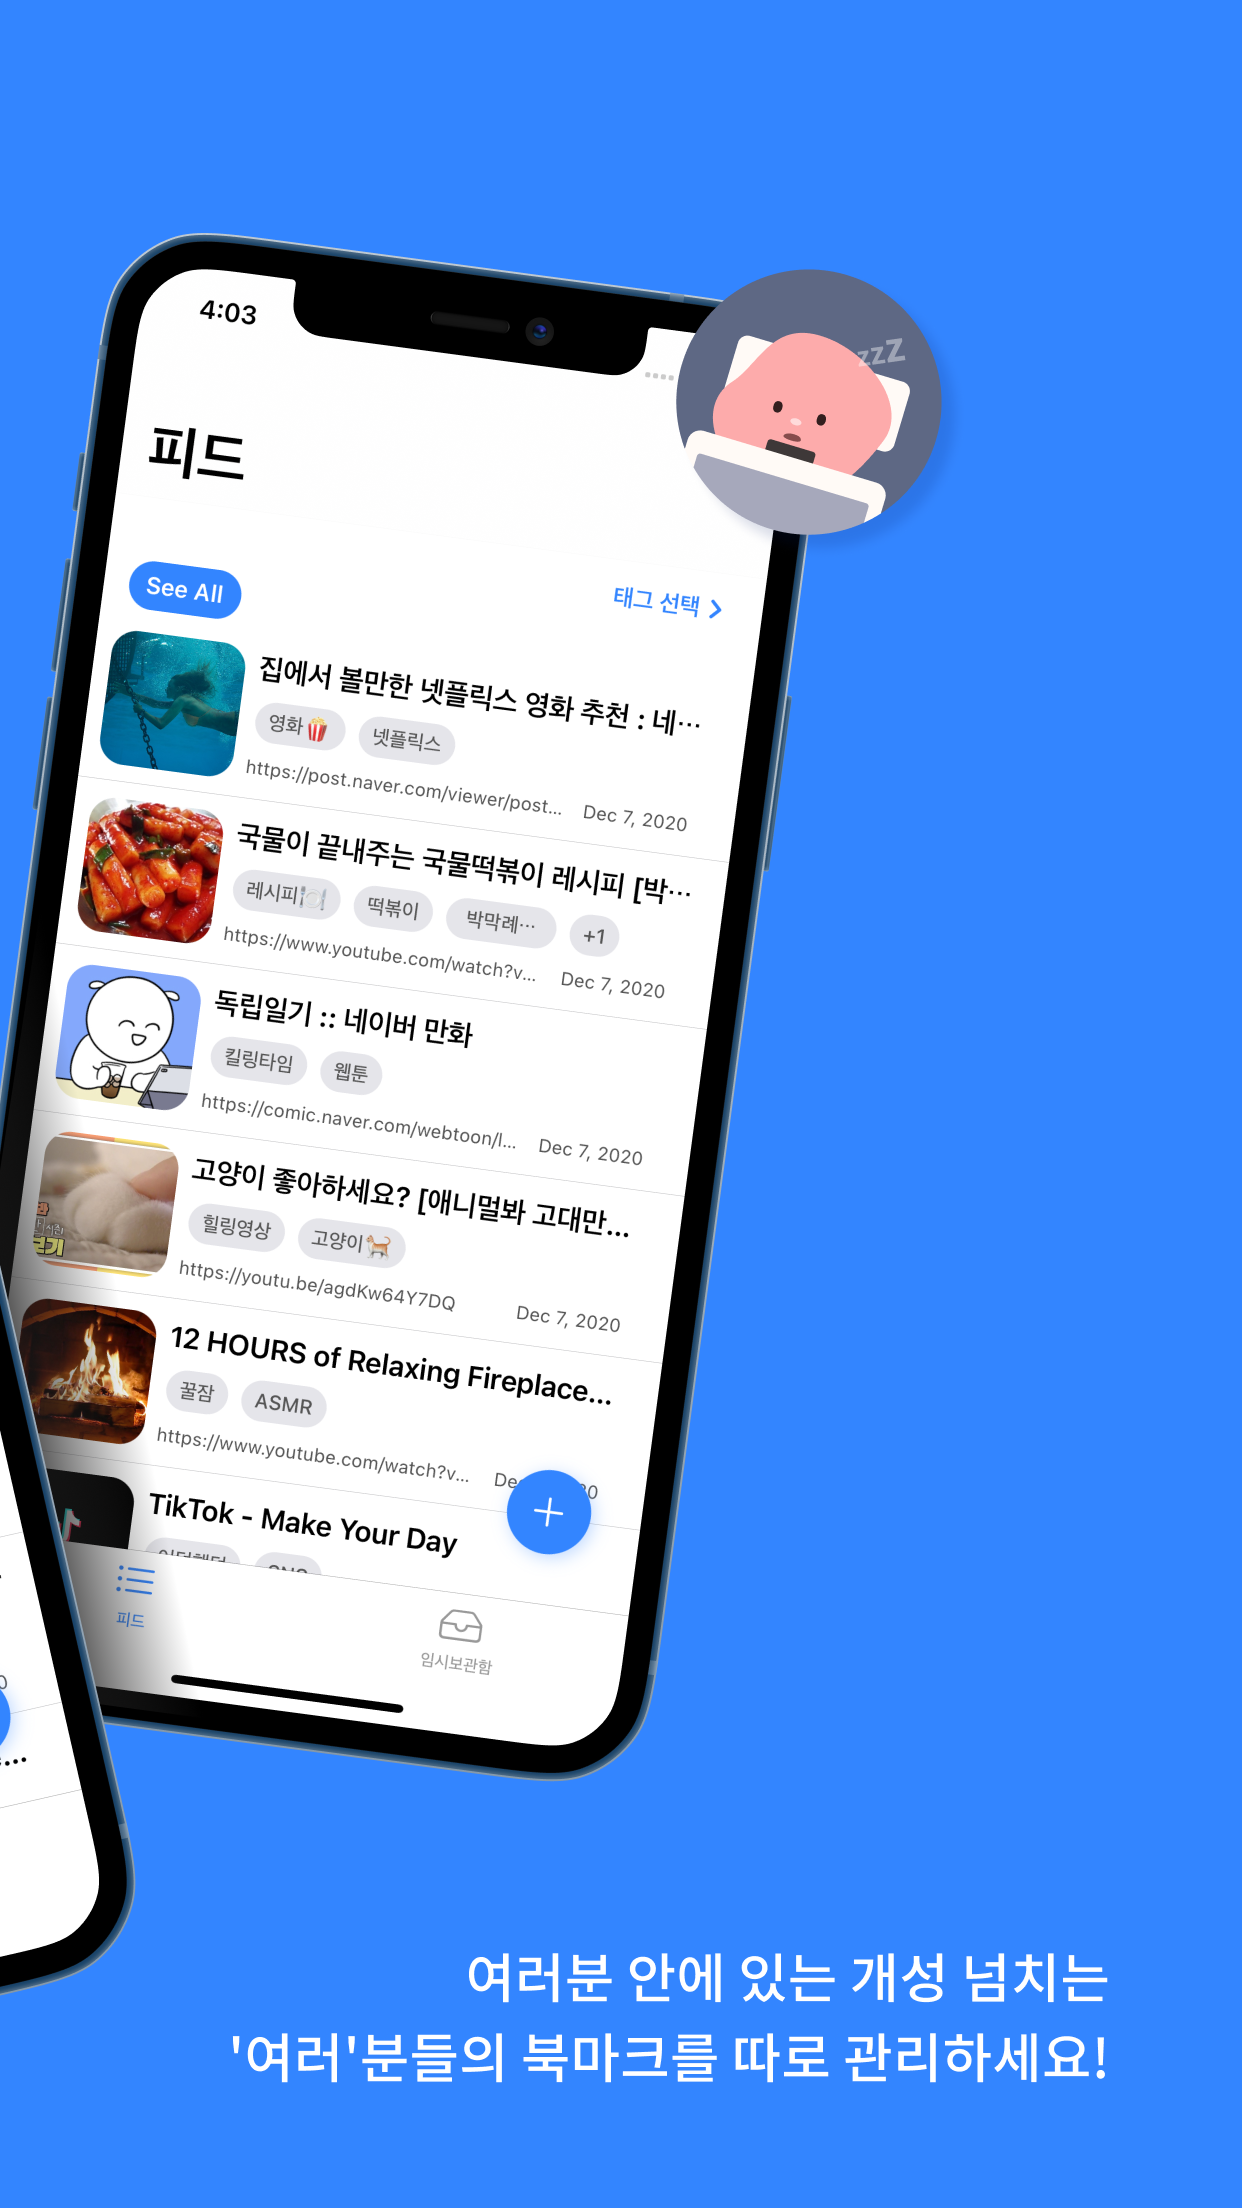 4:03
zzZ
피드
See All
태그 선택
집에서 볼만한 넷플릭스 영화 추천 : 네…
영화🍿 넷플릭스
https://post.naver.com/viewer/post... Dec 7, 2020
국물이 끝내주는 국물떡볶이 레시피 [박…
레시피🍽 떡볶이 박막례… +1
https://www.youtube.com/watch?v... Dec 7, 2020
독립일기 :: 네이버 만화
킬링타임 웹툰
https://comic.naver.com/webtoon/l... Dec 7, 2020
고양이 좋아하세요? [애니멀봐 고대만...
힐링영상 고양이🐈
https://youtu.be/agdKw64Y7DQ Dec 7, 2020
12 HOURS of Relaxing Fireplace...
꿀잠 ASMR
https://www.youtube.com/watch?v...
TikTok - Make Your Day
SNS
피드
임시보관함
여러분 안에 있는 개성 넘치는
'여러'분들의 북마크를 따로 관리하세요!